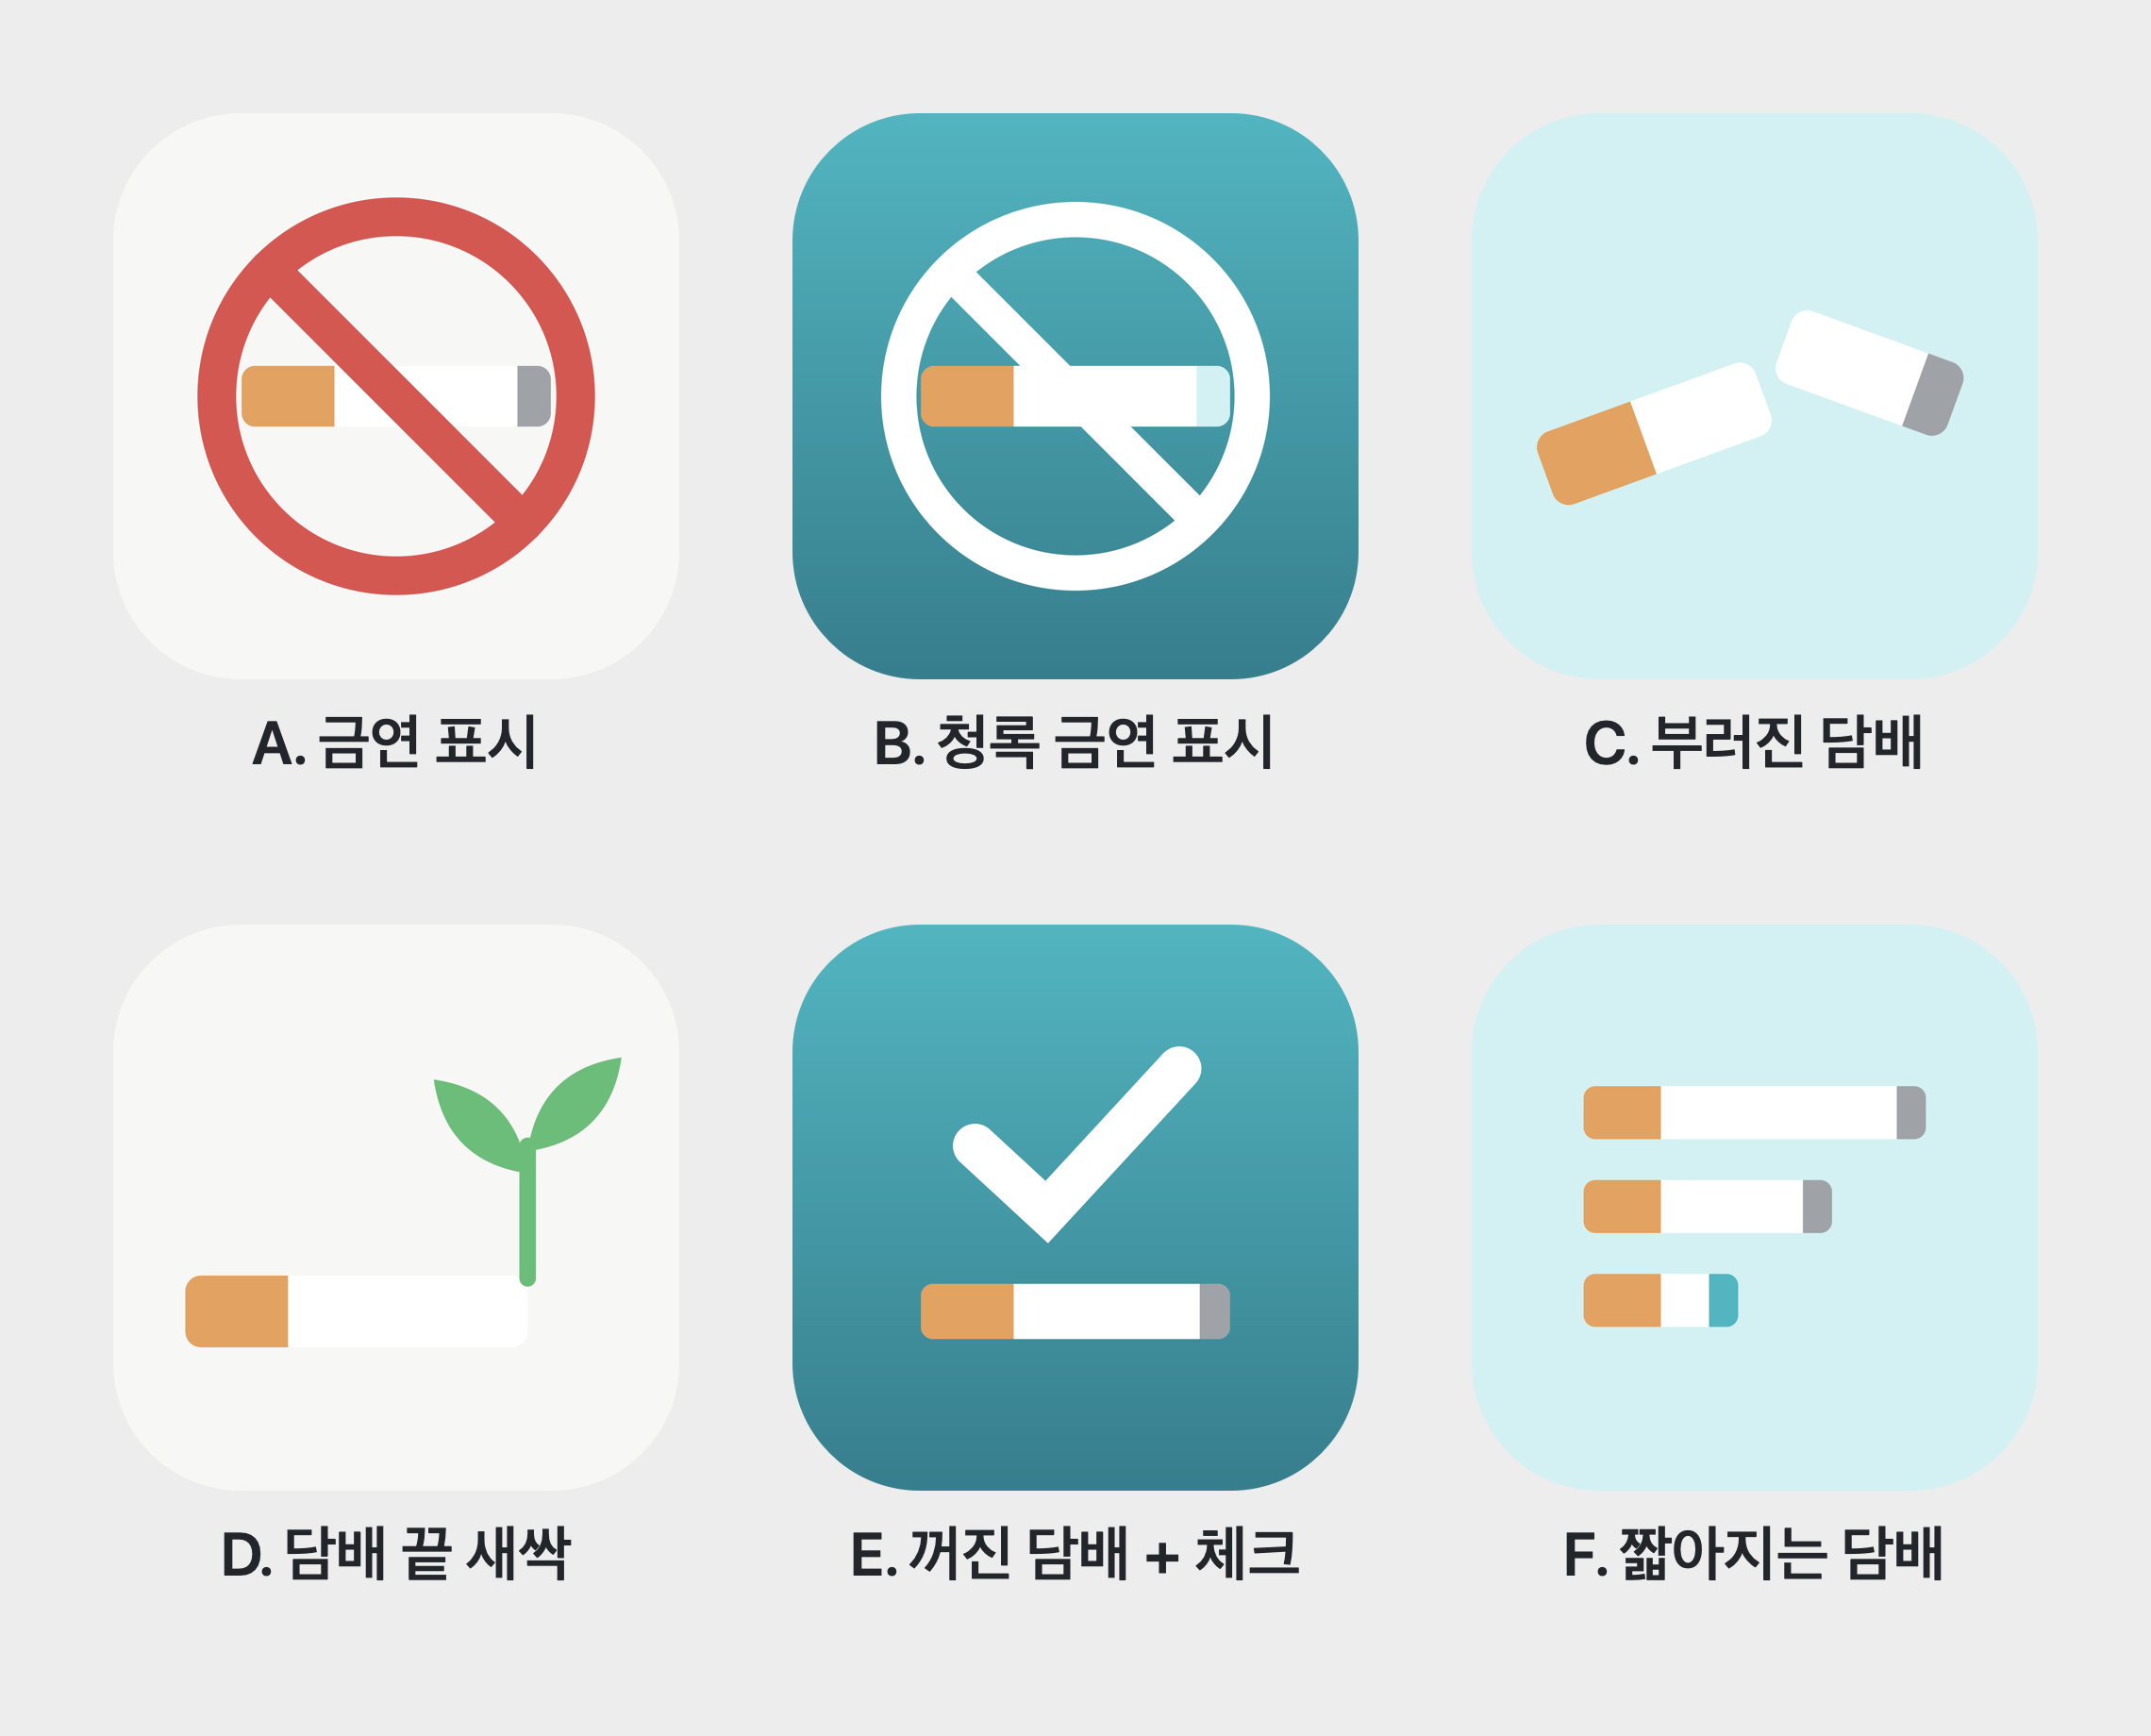 A. 금연 표시
B. 청록 금연 표시
C. 부러진 담배
D. 담배 끝 새싹
E. 꺼진 담배 + 체크
F. 짧아지는 담배